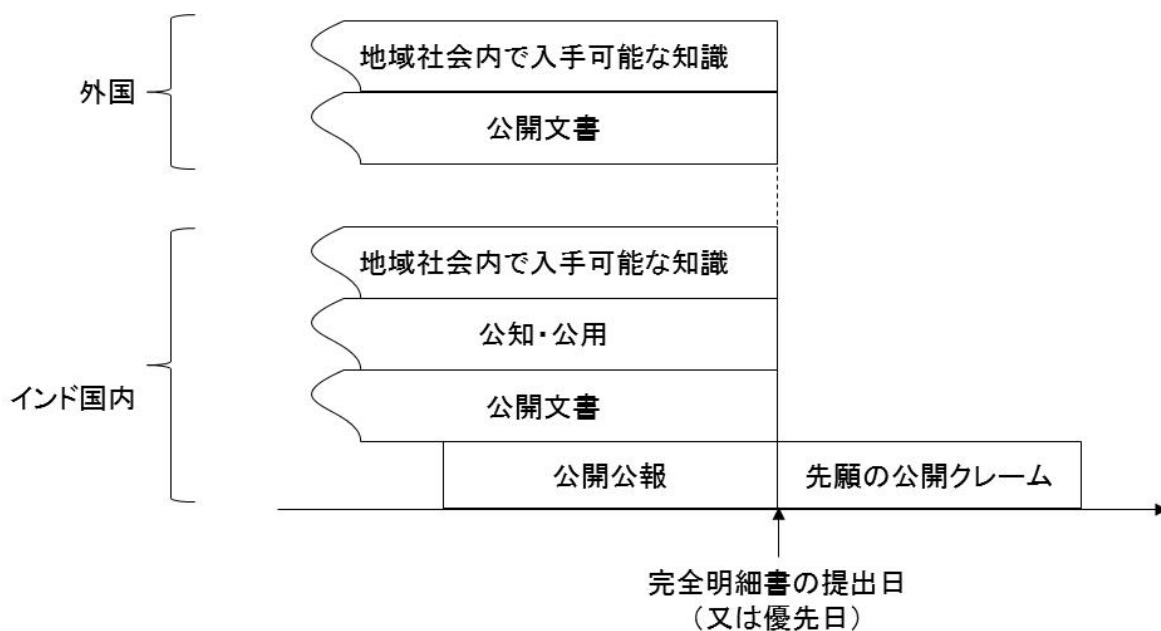 外国
地域社会内で入手可能な知識
公開文書
インド国内
地域社会内で入手可能な知識
公知・公用
公開文書
公開公報
先願の公開クレーム
完全明細書の提出日
（又は優先日）